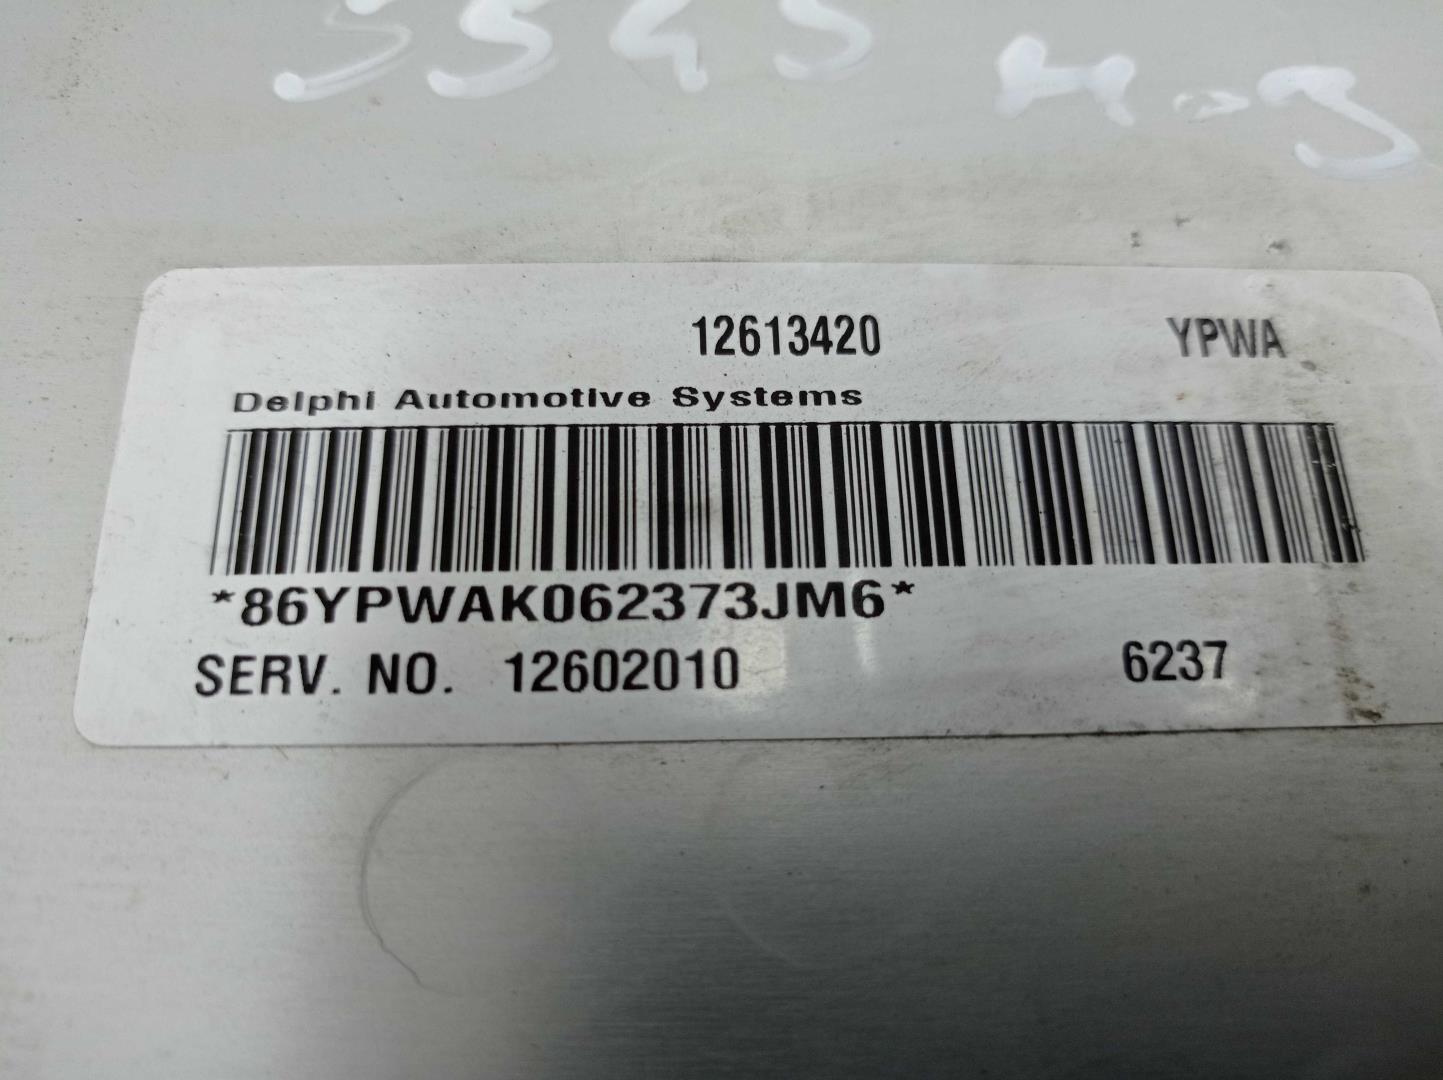 12613420 YPWA
Delphi Automotive Systems
*86YPWAK062373JM6*
SERV. NO. 12602010 6237